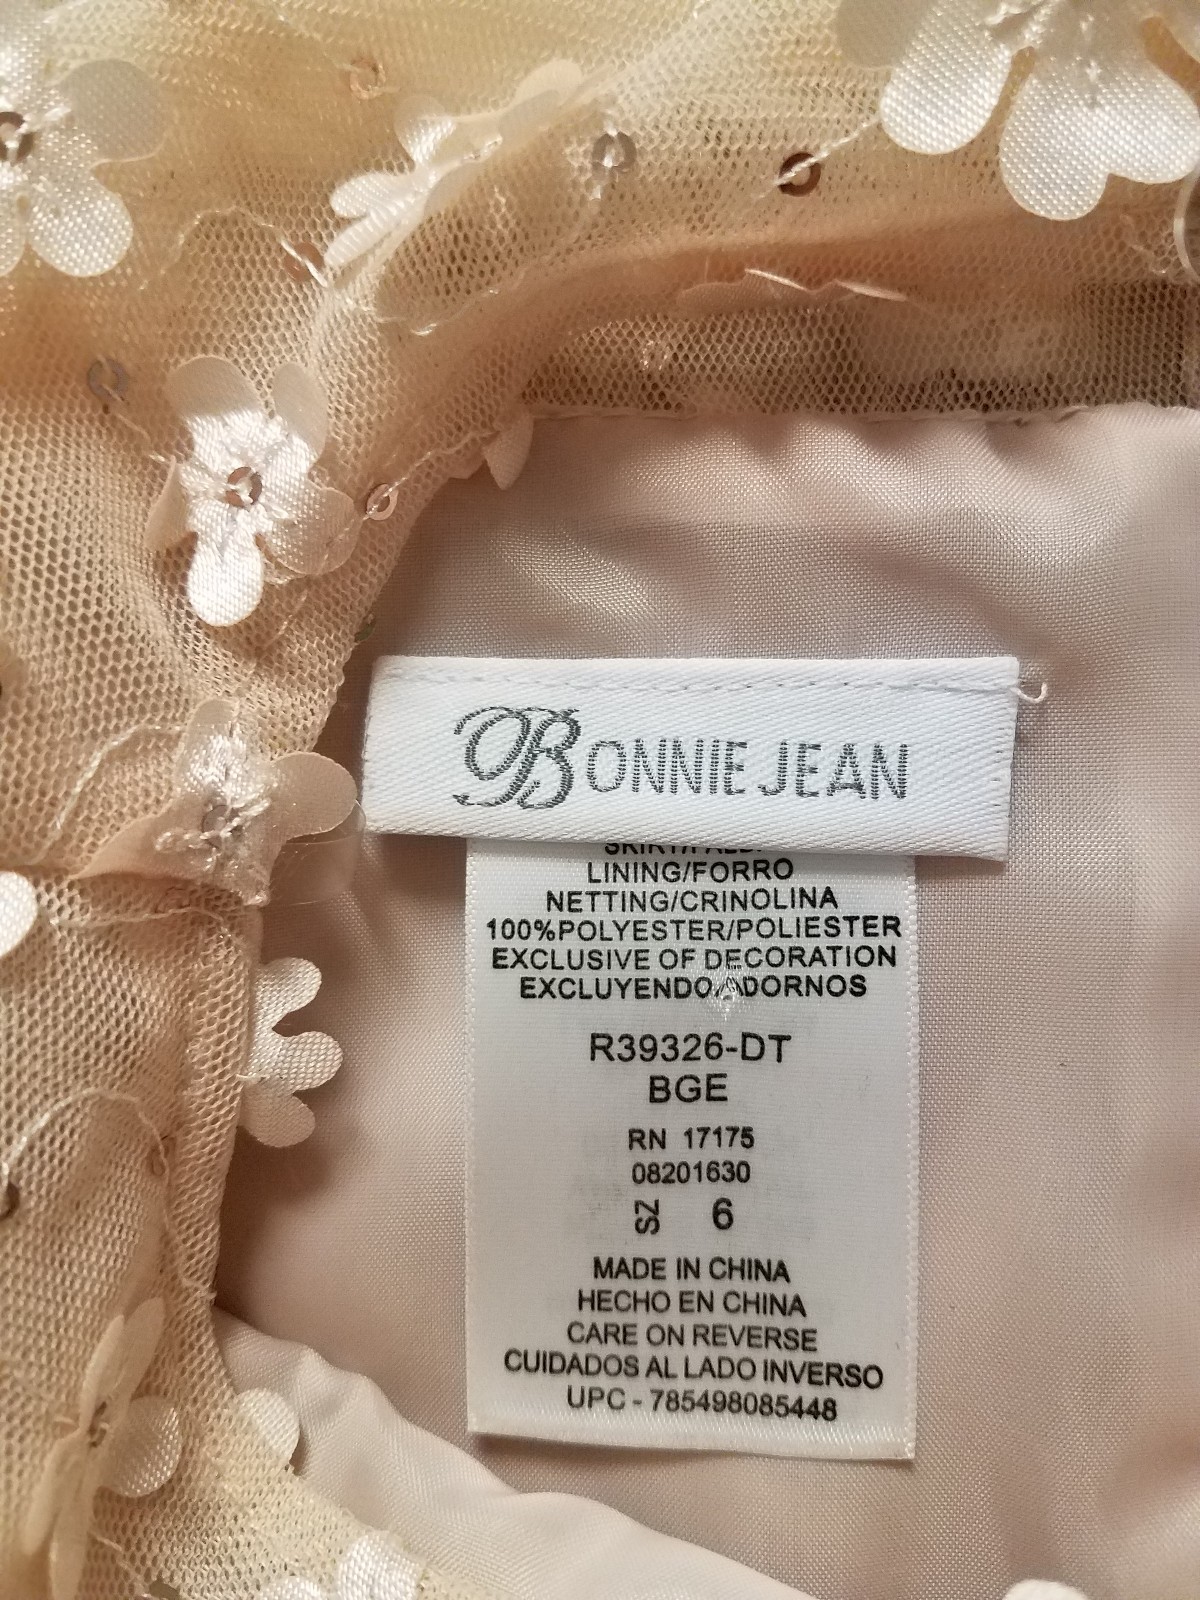 BONNIE JEAN
LINING/FORRO
NETTING/CRINOLINA
100%POLYESTER/POLIESTER
EXCLUSIVE OF DECORATION
EXCLUYENDO ADORNOS
R39326-DT
BGE
RN 17175
08201630
SZ 6
MADE IN CHINA
HECHO EN CHINA
CARE ON REVERSE
CUIDADOS AL LADO INVERSO
UPC - 785498085448